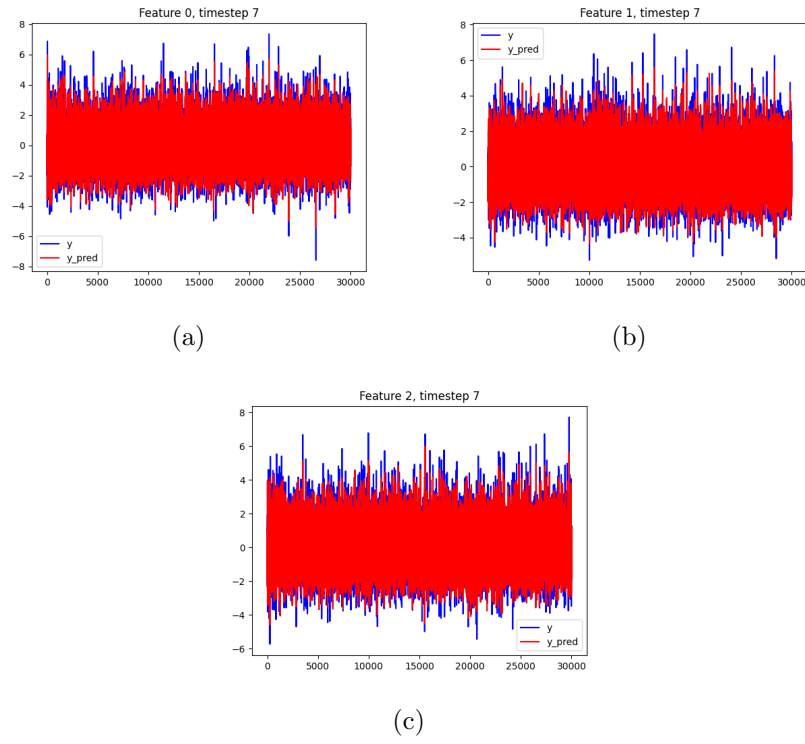 Feature 0, timestep 7
8
6
4
2
0
−2
−4
−6
−8
y
y_pred
0 5000 10000 15000 20000 25000 30000
(a)
Feature 1, timestep 7
8
6
4
2
0
−2
−4
y
y_pred
0 5000 10000 15000 20000 25000 30000
(b)
Feature 2, timestep 7
8
6
4
2
0
−2
−4
−6
y
y_pred
0 5000 10000 15000 20000 25000 30000
(c)